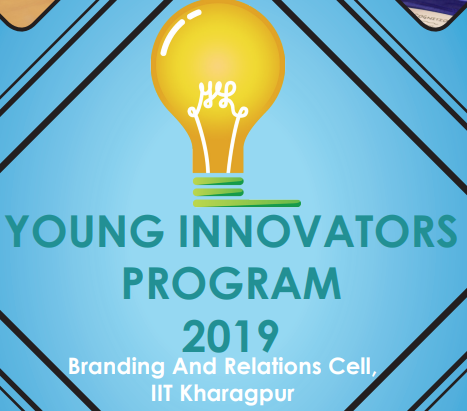 YOUNG INNOVATORS
PROGRAM
2019
Branding And Relations Cell,
IIT Kharagpur